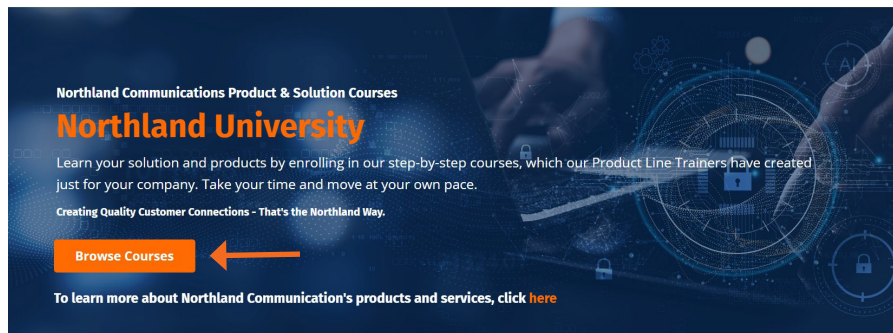 Northland Communications Product & Solution Courses
Northland University
Learn your solution and products by enrolling in our step-by-step courses, which our Product Line Trainers have created
just for your company. Take your time and move at your own pace.
Creating Quality Customer Connections - That's the Northland Way.
Browse Courses
To learn more about Northland Communication's products and services, click here
AI